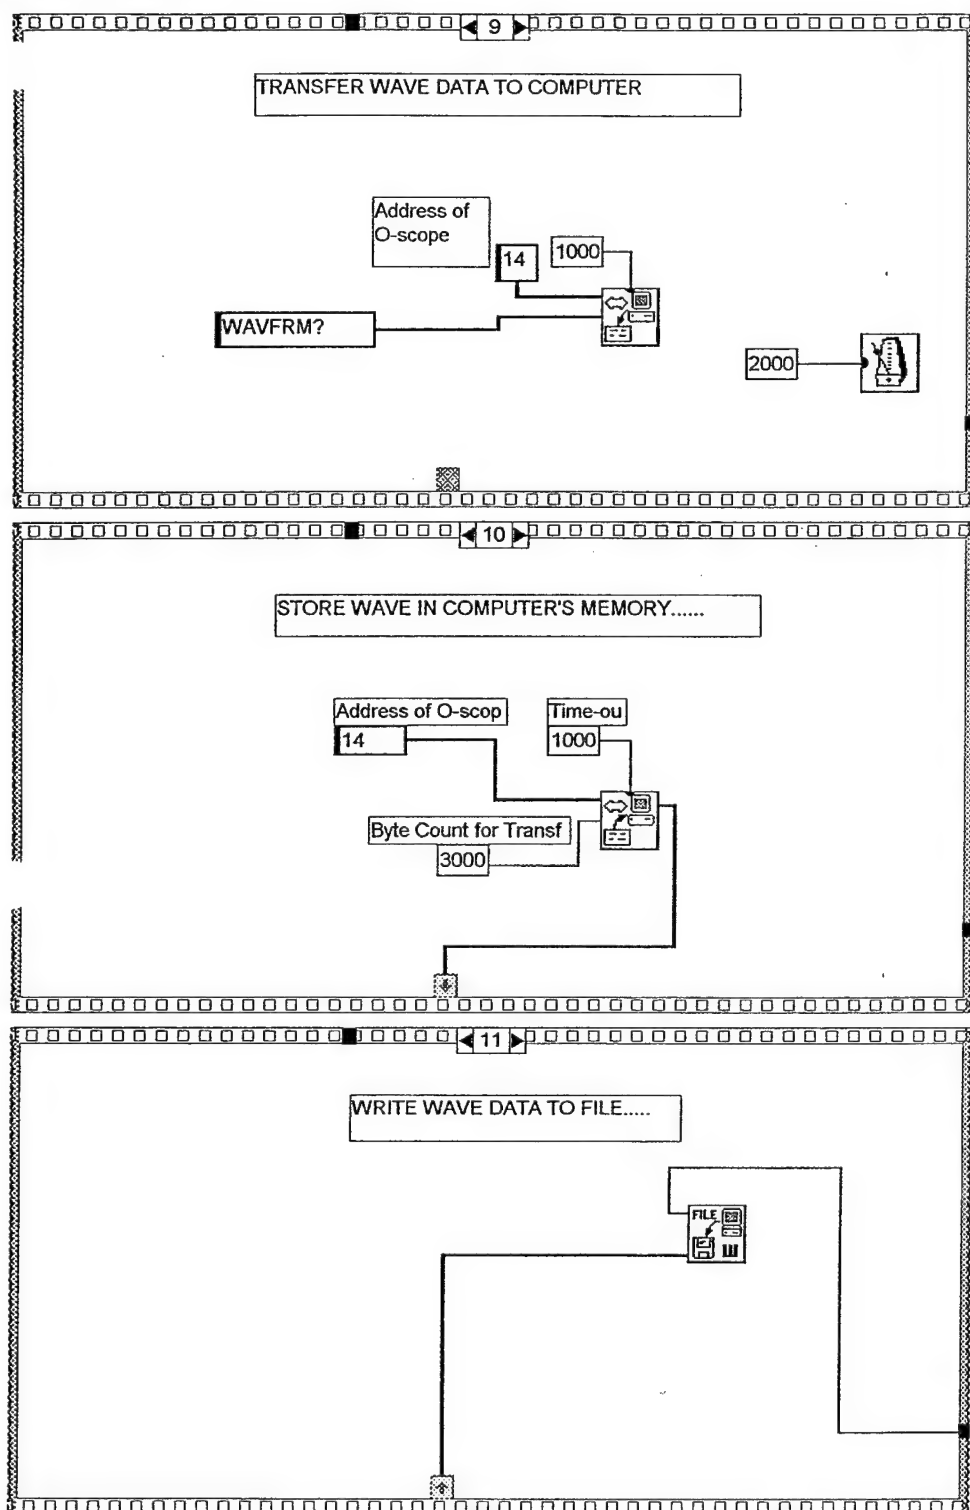 9
TRANSFER WAVE DATA TO COMPUTER
Address of
O-scope
14
1000
WAVFRM?
2000
10
STORE WAVE IN COMPUTER'S MEMORY......
Address of O-scop
Time-ou
14
1000
Byte Count for Transf
3000
11
WRITE WAVE DATA TO FILE.....
FILE